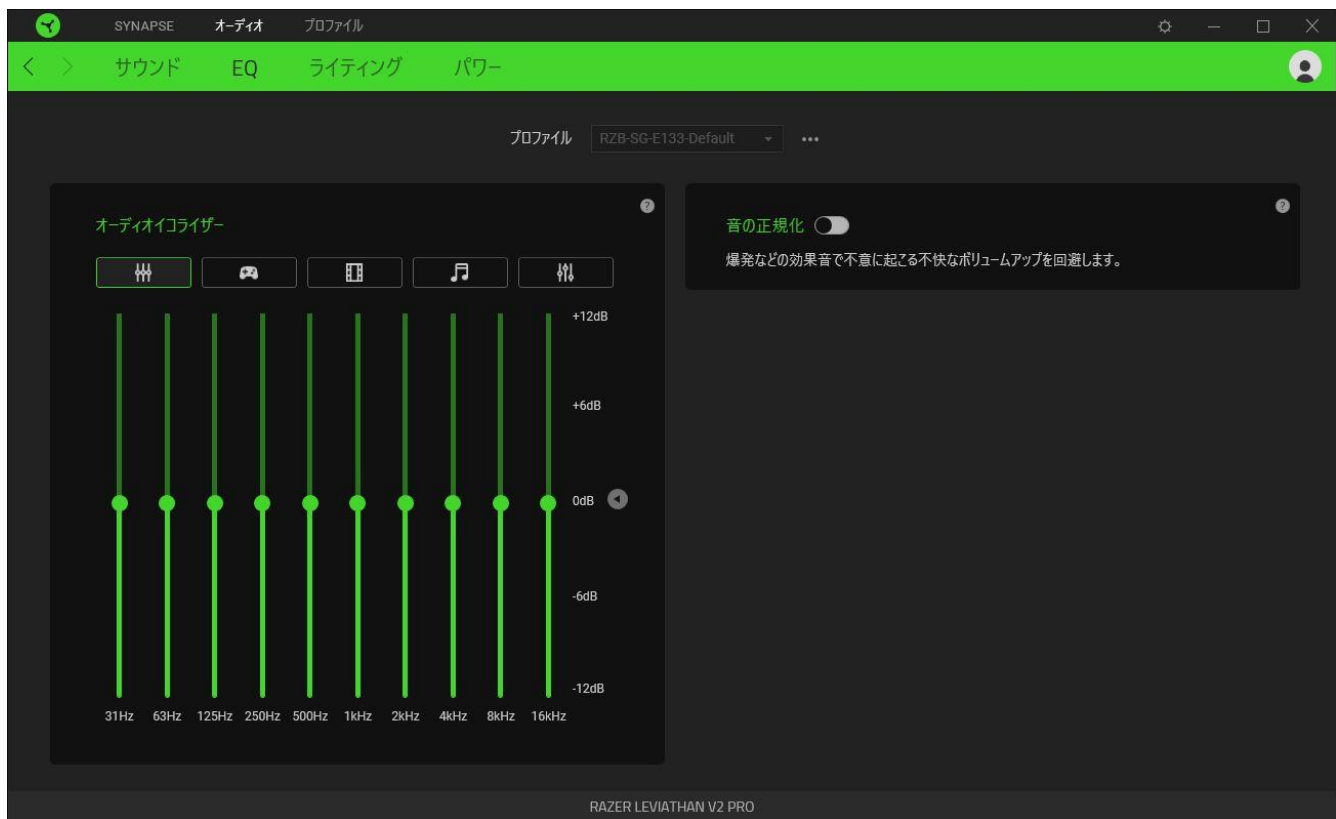 SYNAPSE オーディオ プロファイル
サウンド EQ ライティング パワー
プロファイル RZB-SG-E133-Default
オーディオイコライザー
+12dB
+6dB
0dB
-6dB
-12dB
31Hz 63Hz 125Hz 250Hz 500Hz 1kHz 2kHz 4kHz 8kHz 16kHz
音の正規化
爆発などの効果音で不意に起こる不快なボリュームアップを回避します。
RAZER LEVIATHAN V2 PRO